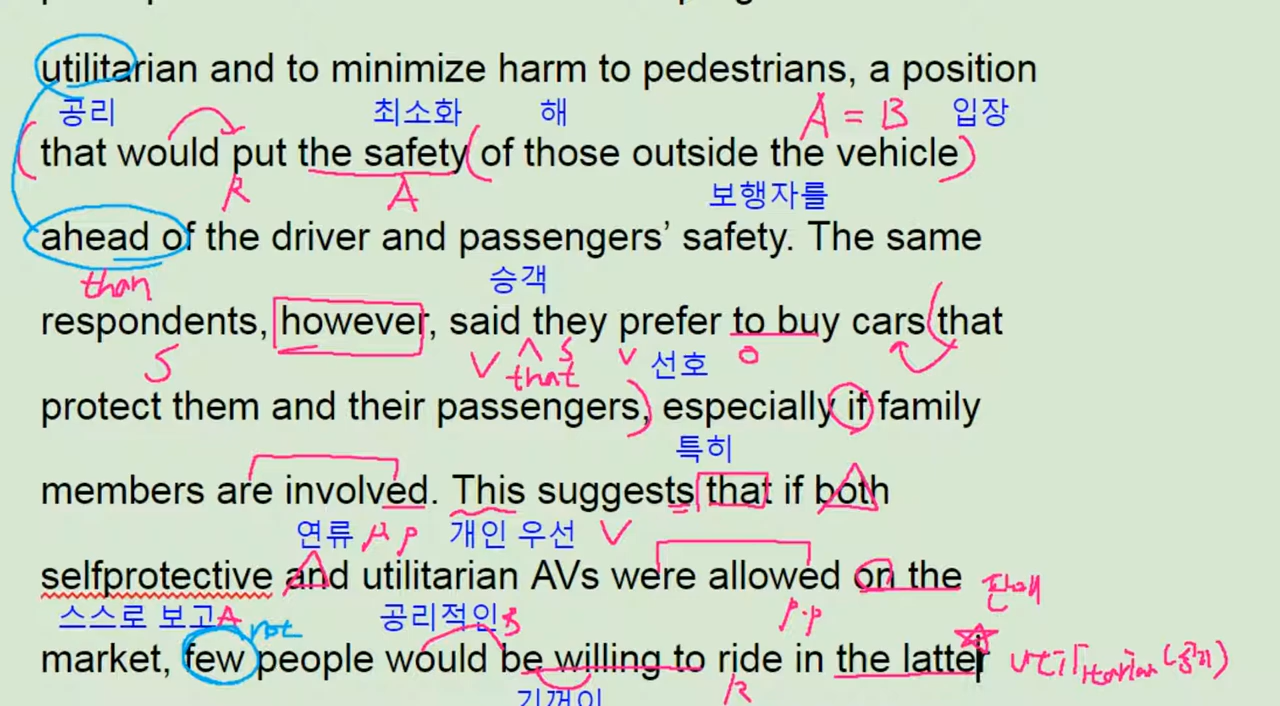 utilitarian and to minimize harm to pedestrians, a position
공리 최소화 해 A = B 입장
that would put the safety of those outside the vehicle
R A 보행자를
ahead of the driver and passengers’ safety. The same
than 승객
respondents, however, said they prefer to buy cars that
S V that S V 선호 O
protect them and their passengers, especially if family
특히
members are involved. This suggests that if both
연류 P P 개인 우선 V
selfprotective and utilitarian AVs were allowed on the
스스로 보고 A 공리적인 B P.P 판매
market, few people would be willing to ride in the latter
not 기꺼이 R utilitarian (공리)